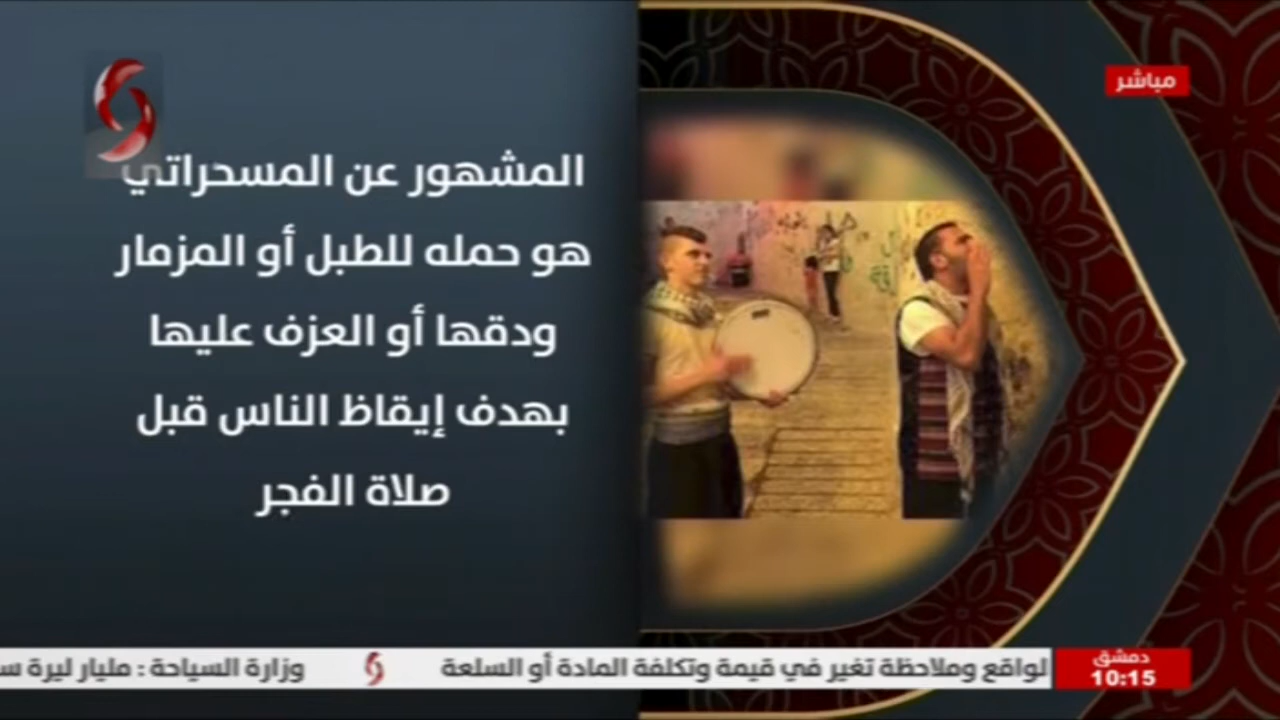 مباشر
المشهور عن المسحراتي
هو حمله للطبل أو المزمار
ودقها أو العزف عليها
بهدف إيقاظ الناس قبل
صلاة الفجر
دمشق
10:15
لواقع وملاحظة تغير في قيمة وتكلفة المادة أو السلعة وزارة السياحة : مليار ليرة س